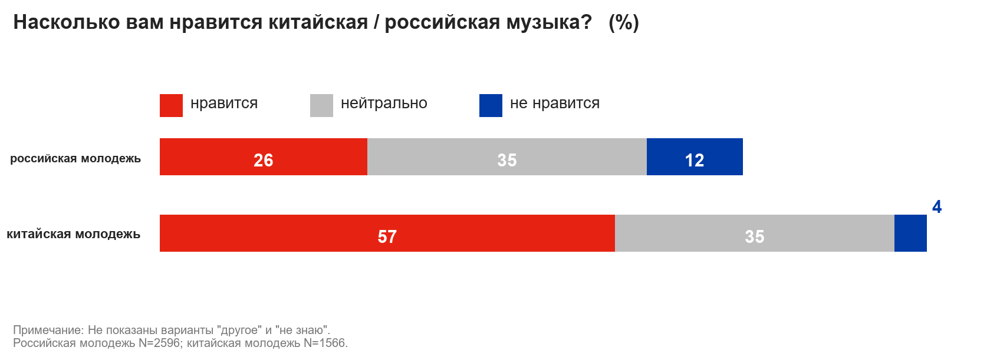 Насколько вам нравится китайская / российская музыка? (%)
нравится нейтрально не нравится
российская молодежь 26 35 12
4
китайская молодежь 57 35
Примечание: Не показаны варианты "другое" и "не знаю".
Российская молодежь N=2596; китайская молодежь N=1566.